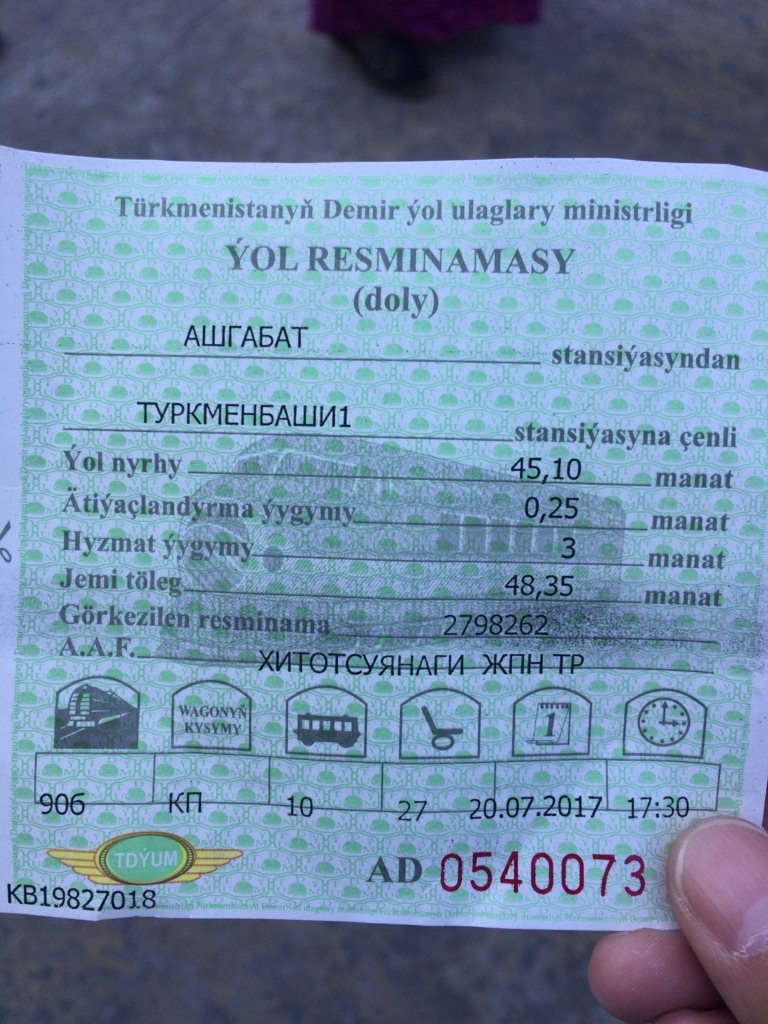 Türkmenistanyň Demir ýol ulaglary ministrligi
ÝOL RESMINAMASY
(doly)
АШГАБАТ stansiýasyndan
ТУРКМЕНБАШИ1 stansiýasyna çenli
Ýol nyrhy 45,10 manat
Ätiýaçlandyrma ýygymy 0,25 manat
Hyzmat ýygymy 3 manat
Jemi töleg 48,35 manat
Görkezilen resminama 2798262
A.A.F. ХИТОТСУЯНАГИ ЖПН ТР
WAGONYŇ
KYSYMY
1
906 КП 10 27 20.07.2017 17:30
TDÝUM
AD 0540073
KB19827018